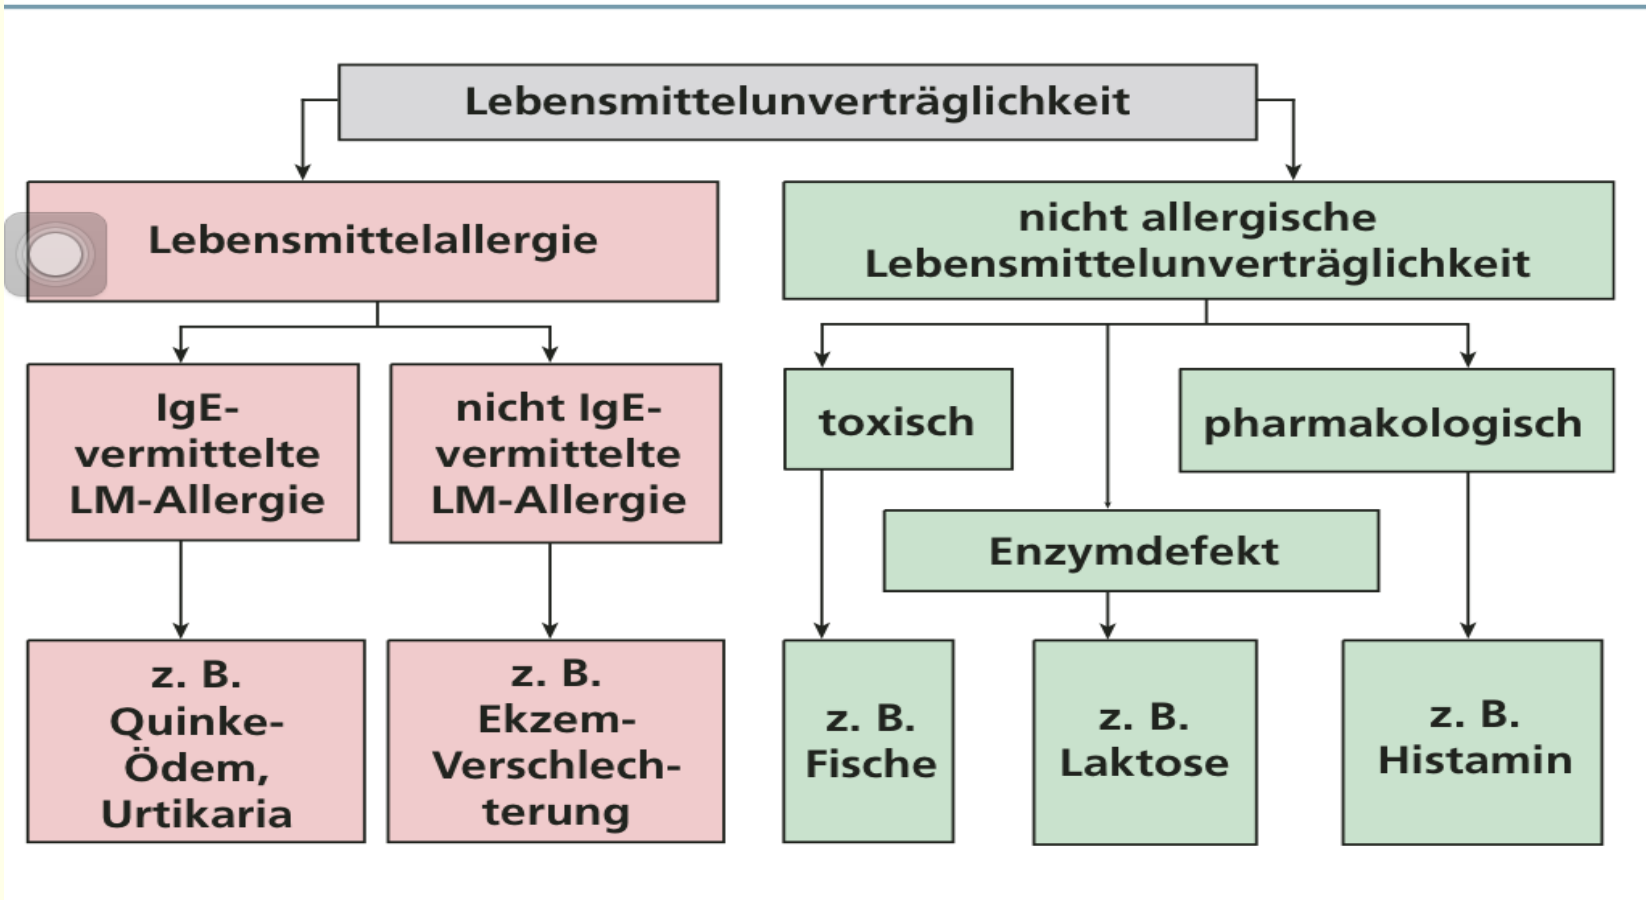 Lebensmittelunverträglichkeit
Lebensmittelallergie
nicht allergische
Lebensmittelunverträglichkeit
IgE-
vermittelte
LM-Allergie
nicht IgE-
vermittelte
LM-Allergie
toxisch
pharmakologisch
Enzymdefekt
z. B.
Quinke-
Ödem,
Urtikaria
z. B.
Ekzem-
Verschlech-
terung
z. B.
Fische
z. B.
Laktose
z. B.
Histamin